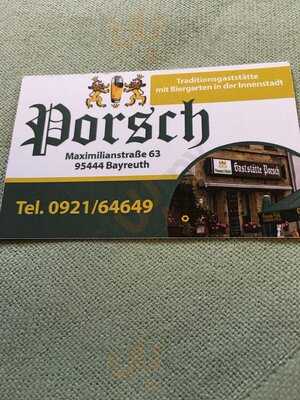 Traditionsgaststätte
mit Biergarten in der Innenstadt
Porsch
Maximilianstraße 63
95444 Bayreuth
Tel. 0921/64649
Gaststätte Porsch